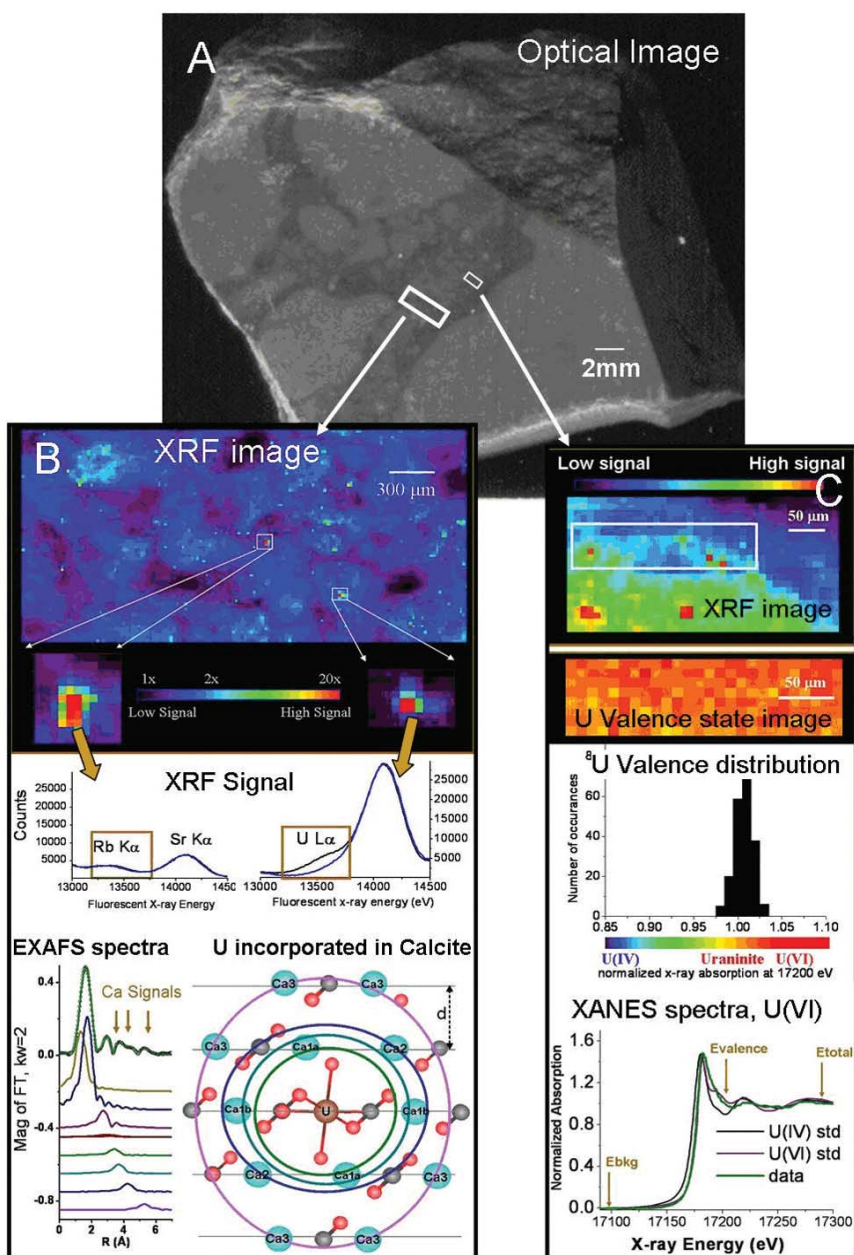 A
Optical Image
2mm
B
XRF image
300 μm
1x 2x 20x
Low Signal High Signal
XRF Signal
Counts
25000
20000
15000
10000
5000
Rb Kα
Sr Kα
13000 13500 14000 14500
Fluorescent X-ray Energy
U Lα
25000
20000
15000
10000
5000
13000 13500 14000 14500
Fluorescent x-ray energy (eV)
EXAFS spectra
Ca Signals
Mag of FT, kw=2
0.4
0.0
-0.4
-0.8
0 2 4 6
R (Å)
U incorporated in Calcite
Ca3 Ca3
d
Ca3 Ca1a Ca2
Ca1b U Ca1b
Ca2 Ca1a Ca3
Ca3 Ca3
Low signal High signal
C
50 μm
XRF image
50 μm
U Valence state image
U Valence distribution
Number of occurances
8
60
40
20
0
0.85 0.90 0.95 1.00 1.05 1.10
U(IV) Uraninite U(VI)
normalized x-ray absorption at 17200 eV
XANES spectra, U(VI)
Normalized Absorption
1.6
1.2
0.8
0.4
0.0
Evalence
Etotal
Ebkg
U(IV) std
U(VI) std
data
17100 17150 17200 17250 17300
X-ray Energy (eV)